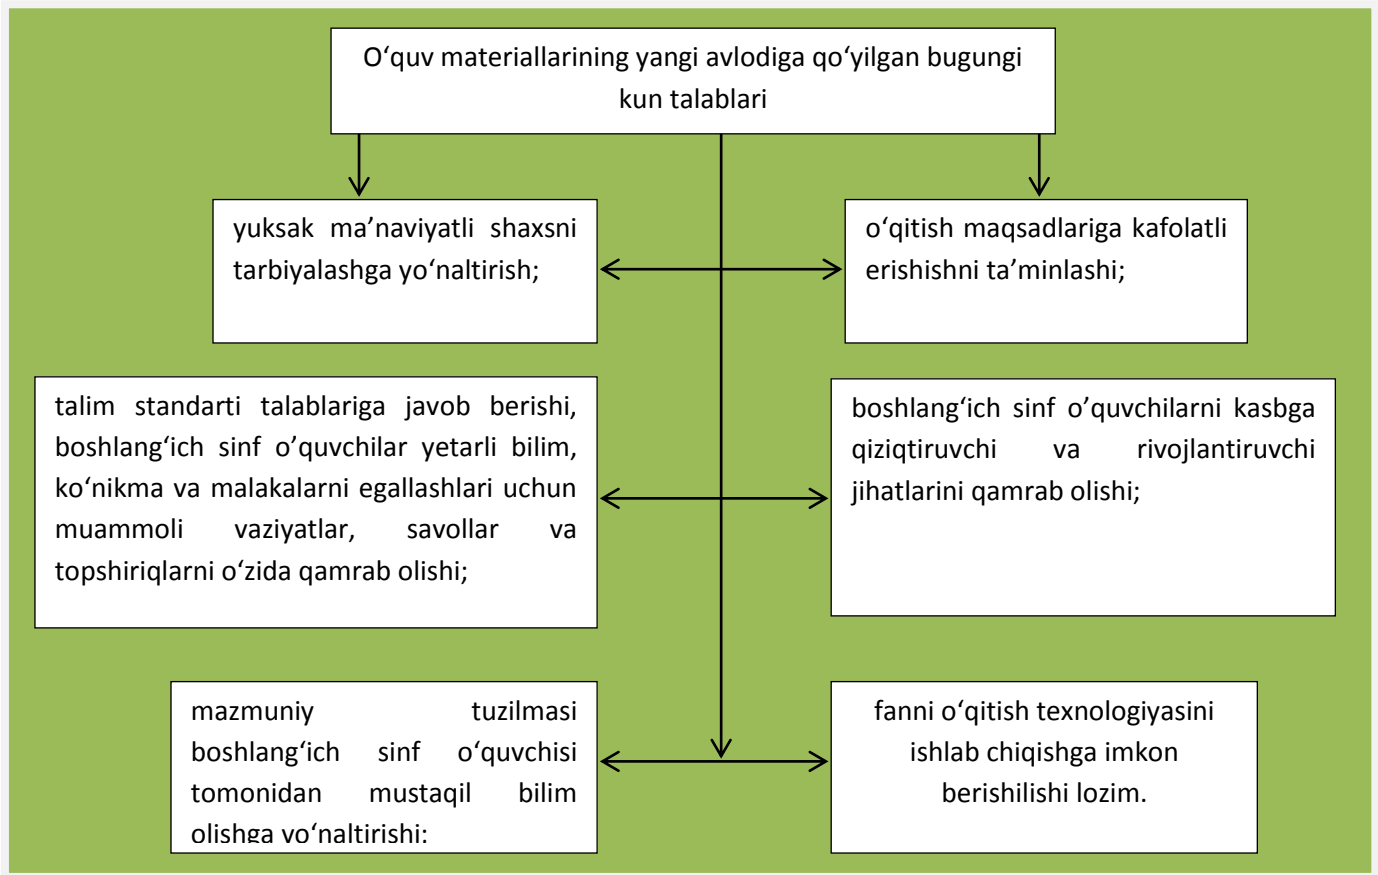 O‘quv materiallarining yangi avlodiga qo‘yilgan bugungi
kun talablari
yuksak ma’naviyatli shaxsni
tarbiyalashga yo‘naltirish;
o‘qitish maqsadlariga kafolatli
erishishni ta’minlashi;
talim standarti talablariga javob berishi,
boshlang‘ich sinf o’quvchilar yetarli bilim,
ko‘nikma va malakalarni egallashlari uchun
muammoli vaziyatlar, savollar va
topshiriqlarni o‘zida qamrab olishi;
boshlang‘ich sinf o’quvchilarni kasbga
qiziqtiruvchi va rivojlantiruvchi
jihatlarini qamrab olishi;
mazmuniy tuzilmasi
boshlang‘ich sinf o‘quvchisi
tomonidan mustaqil bilim
olishga yo‘naltirishi;
fanni o‘qitish texnologiyasini
ishlab chiqishga imkon
berishilishi lozim.